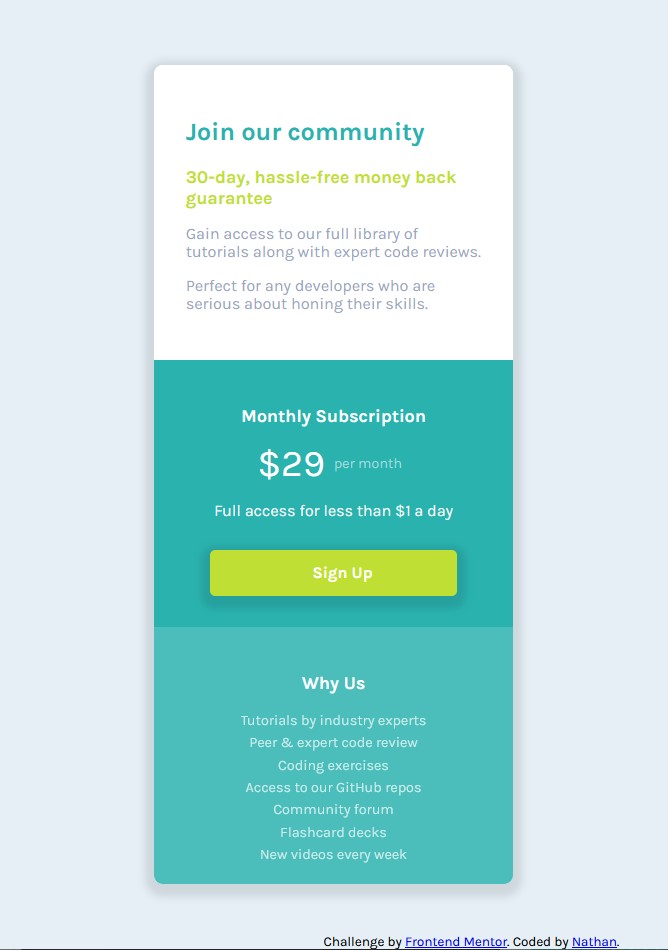 Join our community
30-day, hassle-free money back
guarantee
Gain access to our full library of
tutorials along with expert code reviews.
Perfect for any developers who are
serious about honing their skills.
Monthly Subscription
$29 per month
Full access for less than $1 a day
Sign Up
Why Us
Tutorials by industry experts
Peer & expert code review
Coding exercises
Access to our GitHub repos
Community forum
Flashcard decks
New videos every week
Challenge by Frontend Mentor. Coded by Nathan.